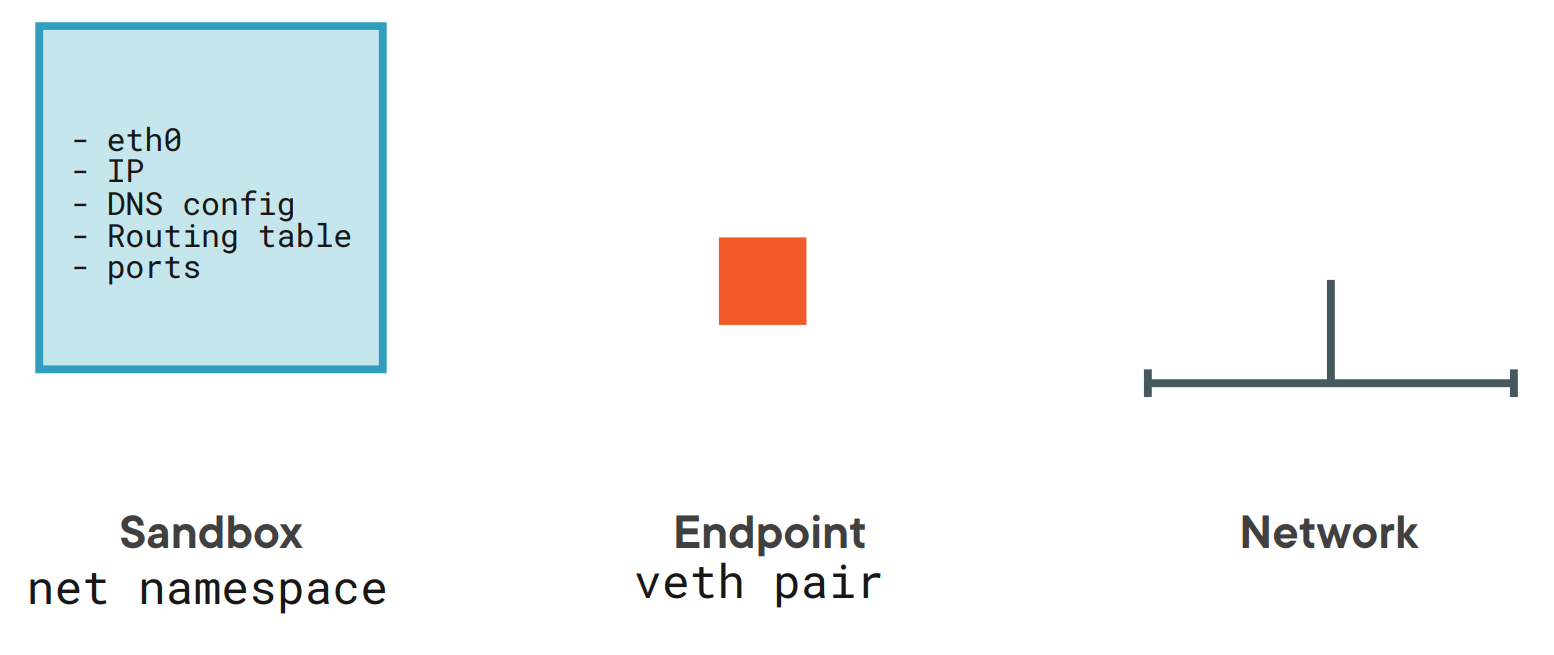 - eth0
- IP
- DNS config
- Routing table
- ports
Sandbox
net namespace
Endpoint
veth pair
Network